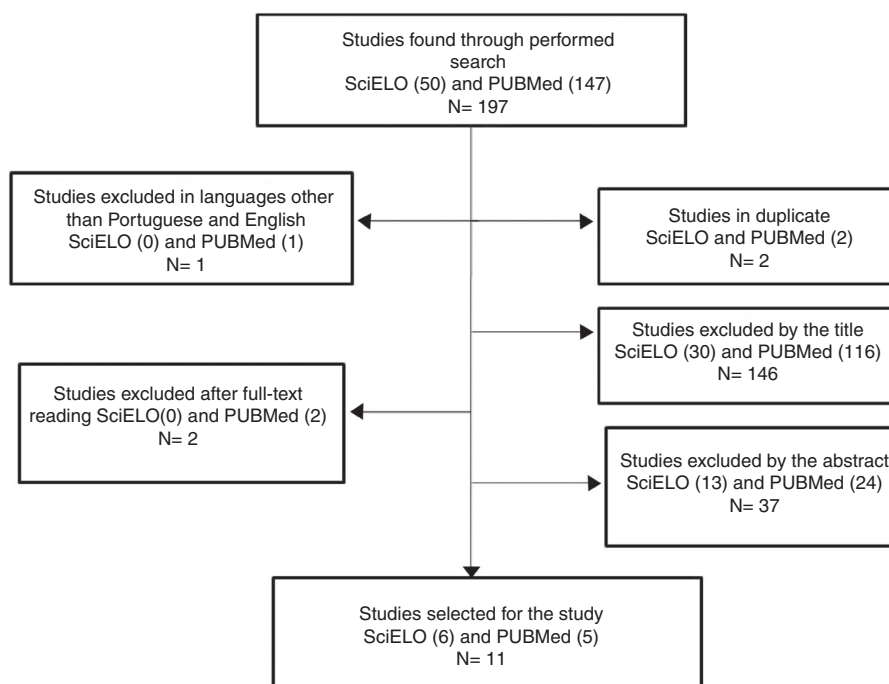 Studies found through performed
search
SciELO (50) and PUBMed (147)
N= 197
Studies excluded in languages other
than Portuguese and English
SciELO (0) and PUBMed (1)
N= 1
Studies in duplicate
SciELO and PUBMed (2)
N= 2
Studies excluded by the title
SciELO (30) and PUBMed (116)
N= 146
Studies excluded after full-text
reading SciELO(0) and PUBMed (2)
N= 2
Studies excluded by the abstract
SciELO (13) and PUBMed (24)
N= 37
Studies selected for the study
SciELO (6) and PUBMed (5)
N= 11